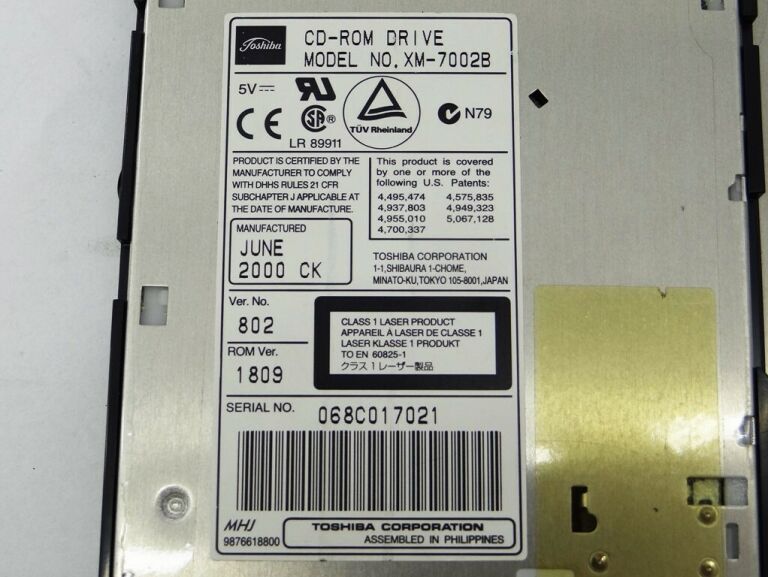 Toshiba
CD-ROM DRIVE
MODEL NO. XM-7002B
5V
LR 89911
TÜV Rheinland
N79
PRODUCT IS CERTIFIED BY THE
MANUFACTURER TO COMPLY
WITH DHHS RULES 21 CFR
SUBCHAPTER J APPLICABLE AT
THE DATE OF MANUFACTURE.
This product is covered
by one or more of the
following U.S. Patents:
4,495,474 4,575,835
4,937,803 4,949,323
4,955,010 5,067,128
4,700,337
MANUFACTURED
JUNE
2000 CK
TOSHIBA CORPORATION
1-1, SHIBAURA 1-CHOME,
MINATO-KU, TOKYO 105-8001, JAPAN
Ver. No.
802
ROM Ver.
1809
CLASS 1 LASER PRODUCT
APPAREIL À LASER DE CLASSE 1
LASER KLASSE 1 PRODUKT
TO EN 60825-1
クラス 1 レーザ製品
SERIAL NO. 068C017021
MHJ
9876618800
TOSHIBA CORPORATION
ASSEMBLED IN PHILIPPINES